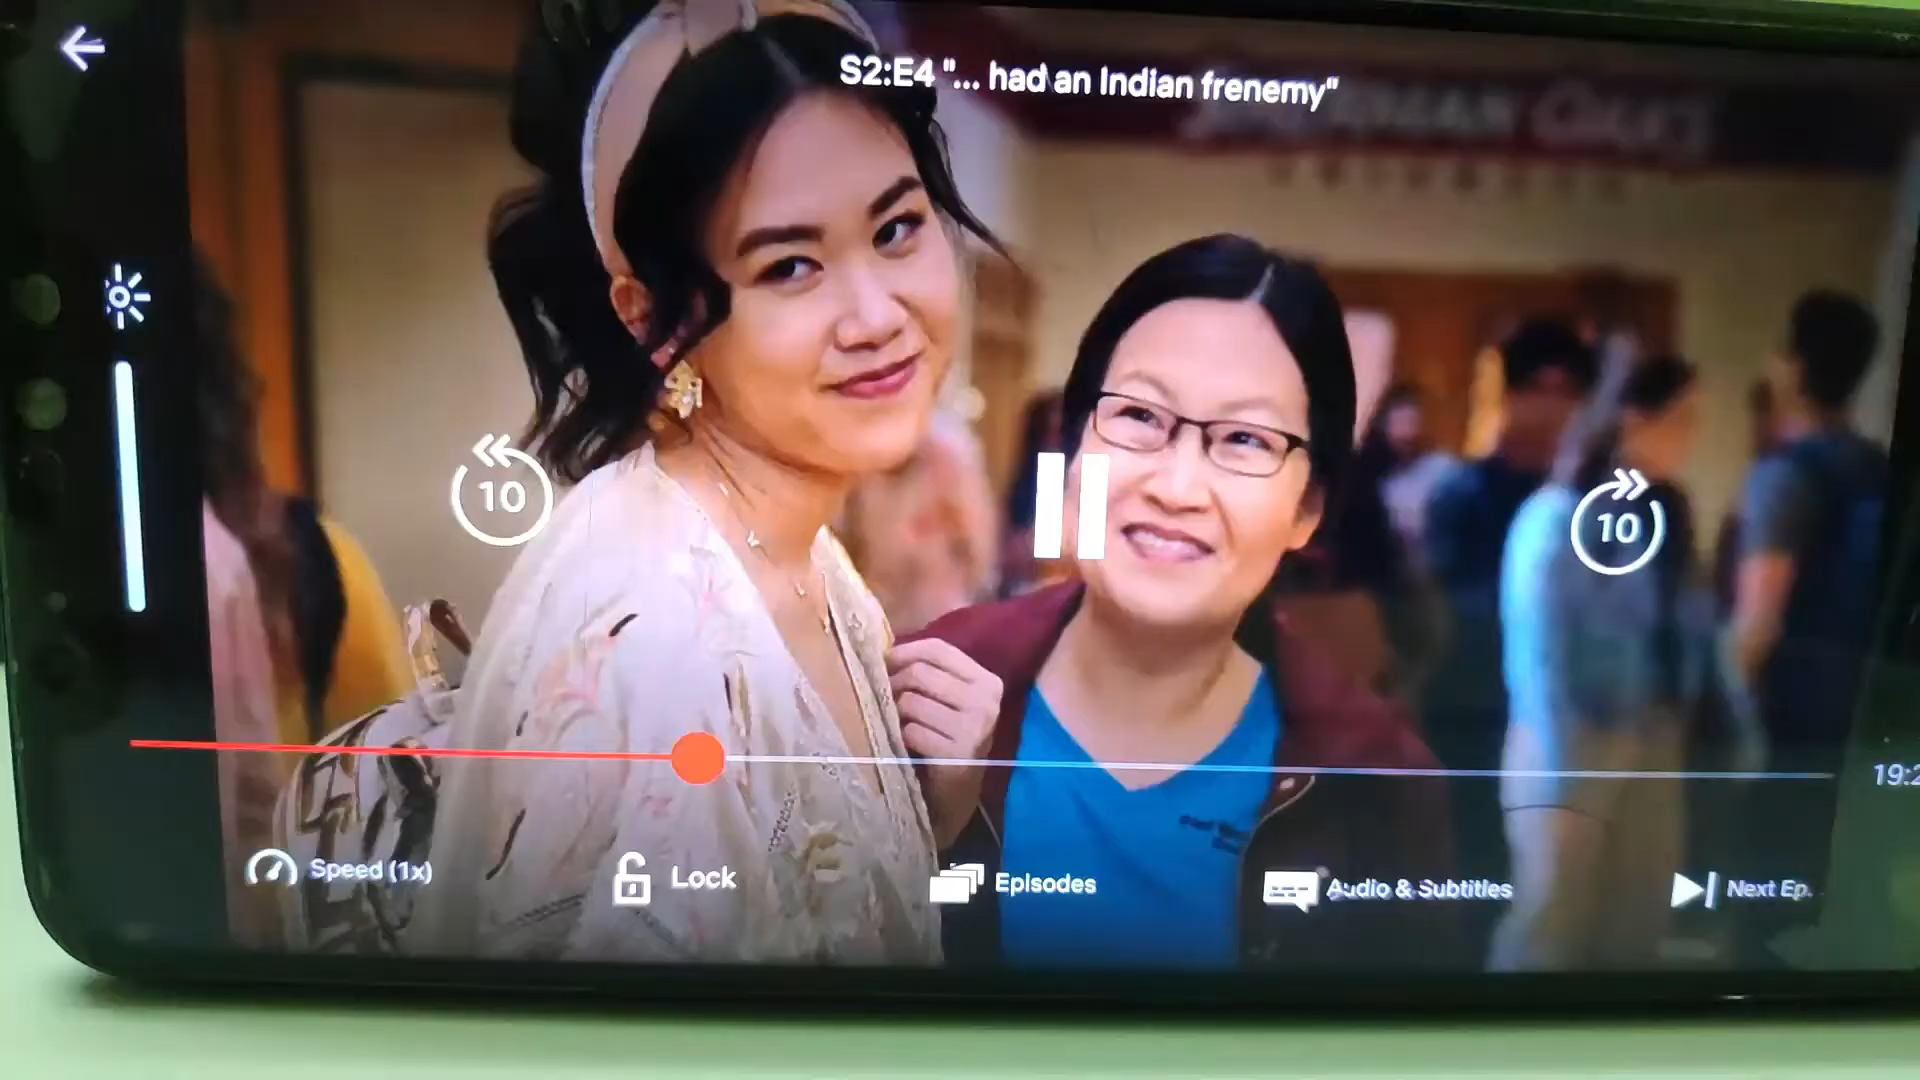 S2:E4 "... had an Indian frenemy"
10
10
19:2
Speed (1x)
Lock
Episodes
Audio & Subtitles
Next Ep.